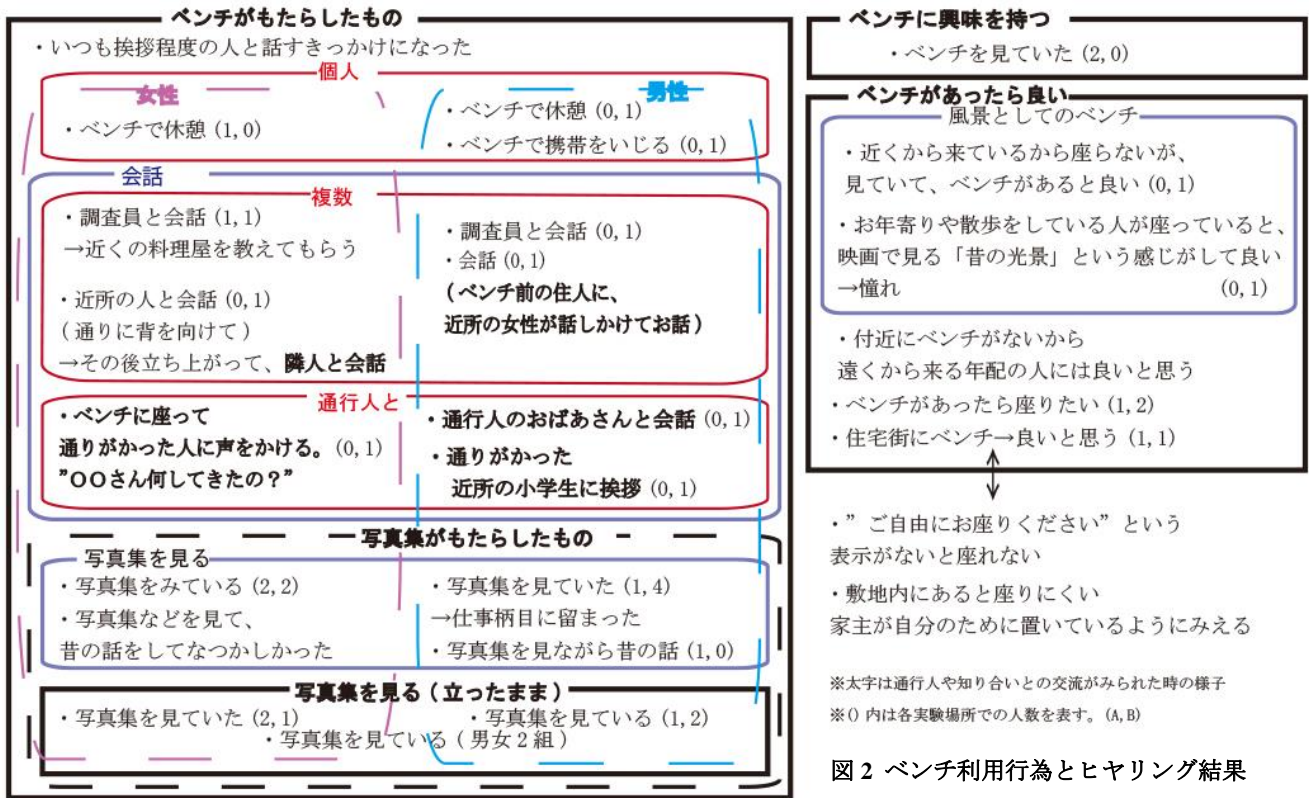 ベンチがもたらしたもの
・いつも挨拶程度の人と話すきっかけになった
個人
女性
・ベンチで休憩 (1, 0)
男性
・ベンチで休憩 (0, 1)
・ベンチで携帯をいじる (0, 1)
会話
複数
・調査員と会話 (1, 1)
→近くの料理屋を教えてもらう
・近所の人と会話 (0, 1)
( 通りに背を向けて )
→その後立ち上がって、隣人と会話
・調査員と会話 (0, 1)
・会話 (0, 1)
( ベンチ前の住人に、
近所の女性が話しかけてお話 )
通行人と
・ベンチに座って
通りがかった人に声をかける。(0, 1)
”〇〇さん何してきたの？”
・通行人のおばあさんと会話 (0, 1)
・通りがかった
近所の小学生に挨拶 (0, 1)
写真集がもたらしたもの
写真集を見る
・写真集をみている (2, 2)
・写真集などを見て、
昔の話をしてなつかしかった
・写真集を見ていた (1, 4)
→仕事柄目に留まった
・写真集を見ながら昔の話 (1, 0)
写真集を見る ( 立ったまま )
・写真集を見ていた (2, 1)
・写真集を見ている (1, 2)
・写真集を見ている ( 男女 2 組 )
ベンチに興味を持つ
・ベンチを見ていた (2, 0)
ベンチがあったら良い
風景としてのベンチ
・近くから来ているから座らないが、
見ていて、ベンチがあると良い (0, 1)
・お年寄りや散歩をしている人が座っていると、
映画で見る「昔の光景」という感じがして良い
→憧れ (0, 1)
・付近にベンチがないから
遠くから来る年配の人には良いと思う
・ベンチがあったら座りたい (1, 2)
・住宅街にベンチ→良いと思う (1, 1)
・” ご自由にお座りください” という
表示がないと座れない
・敷地内にあると座りにくい
家主が自分のために置いているようにみえる
※太字は通行人や知り合いとの交流がみられた時の様子
※() 内は各実験場所での人数を表す。(A, B)
図 2 ベンチ利用行為とヒヤリング結果